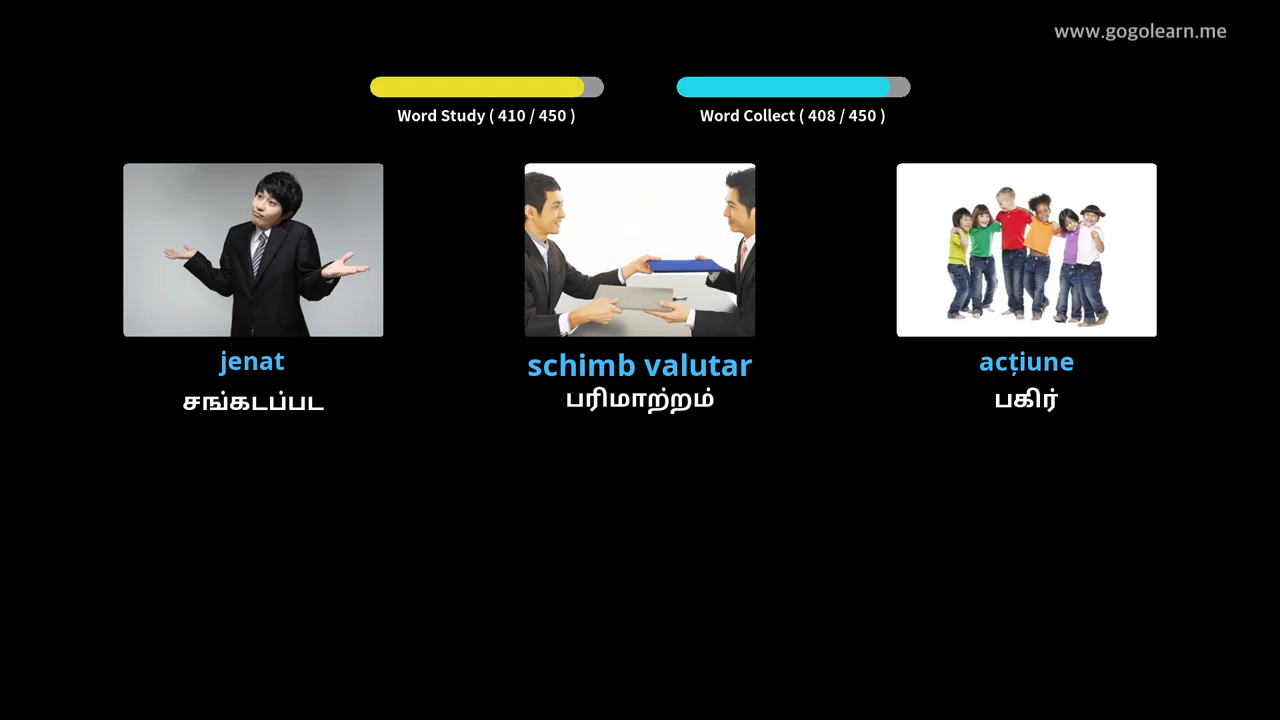 www.gogolearn.me
Word Study ( 410 / 450 )
Word Collect ( 408 / 450 )
jenat
சங்கடப்பட
schimb valutar
பரிமாற்றம்
acțiune
பகிர்